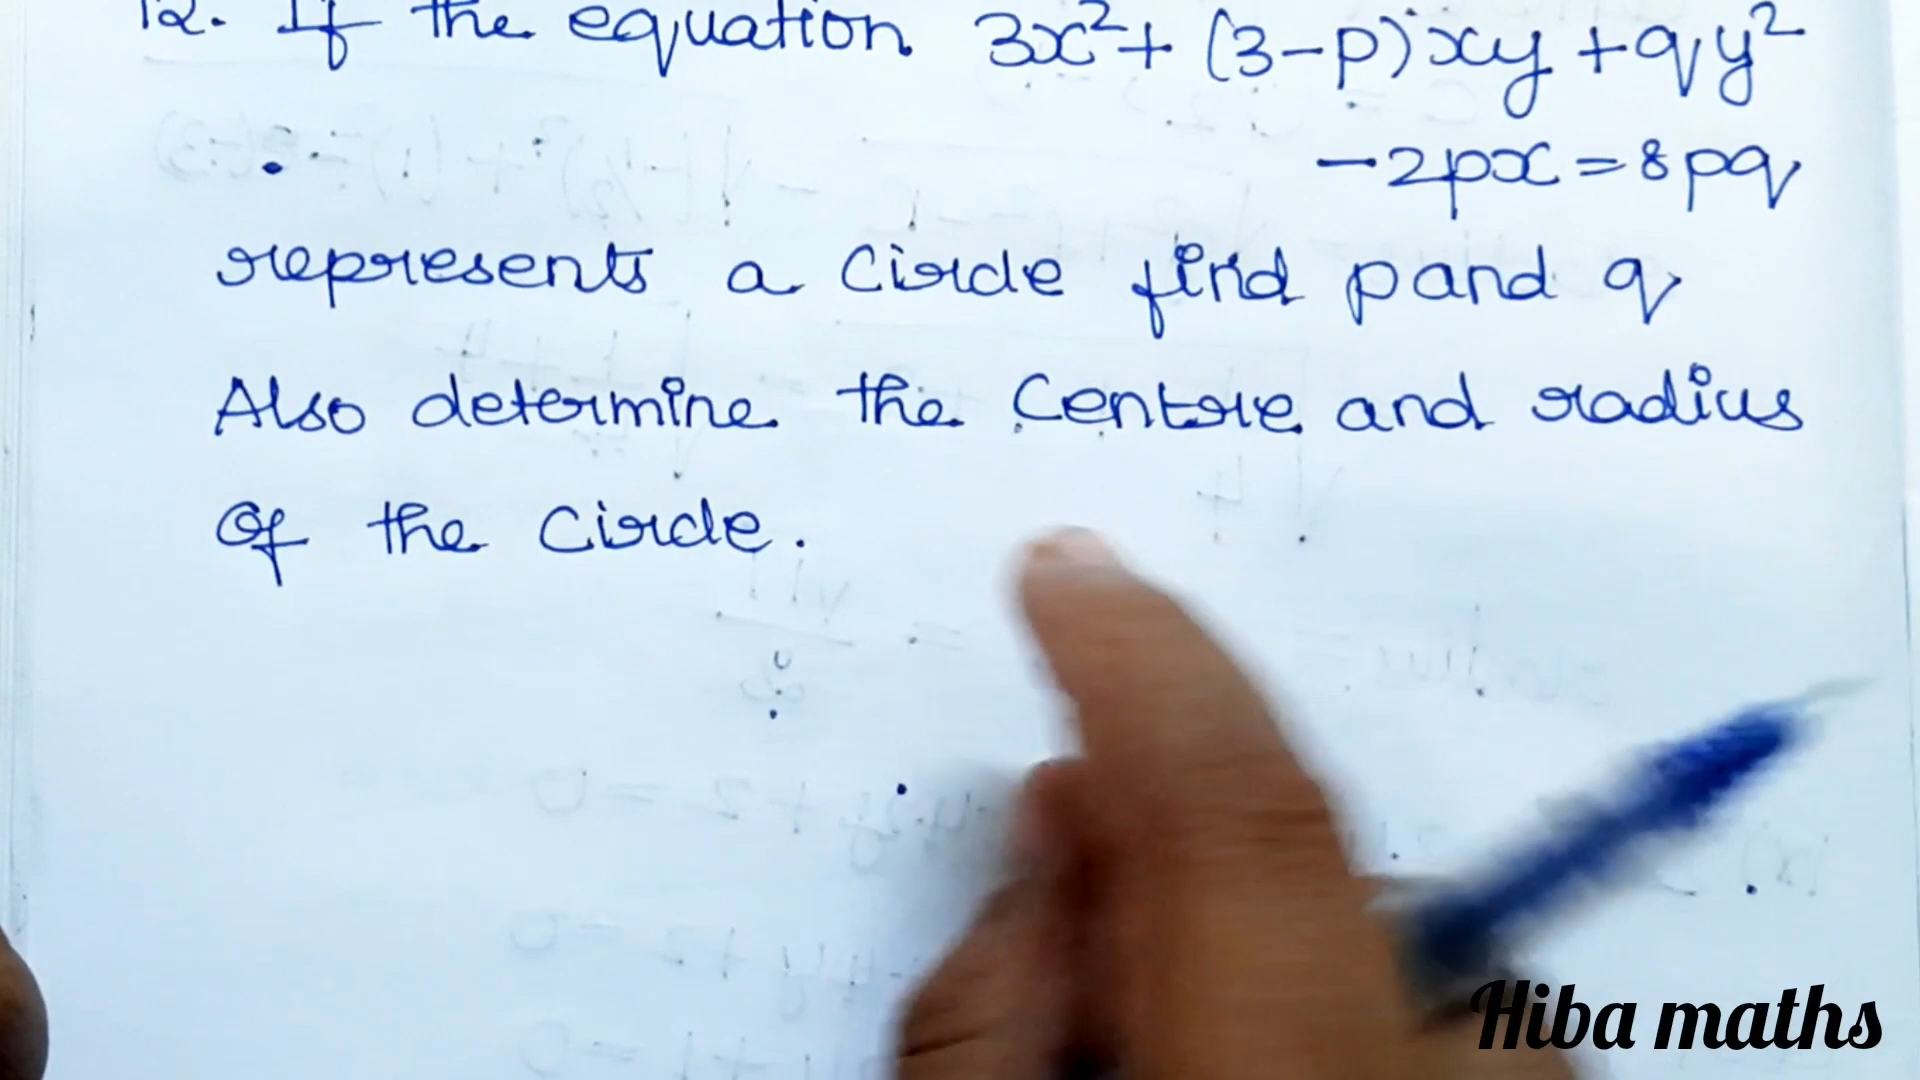 12. If the equation 3x²+ (3-p)xy +qy²
-2px=8pq
represents a Circle find p and q
Also determine the Centre and radius
Of the Circle.
Hiba maths